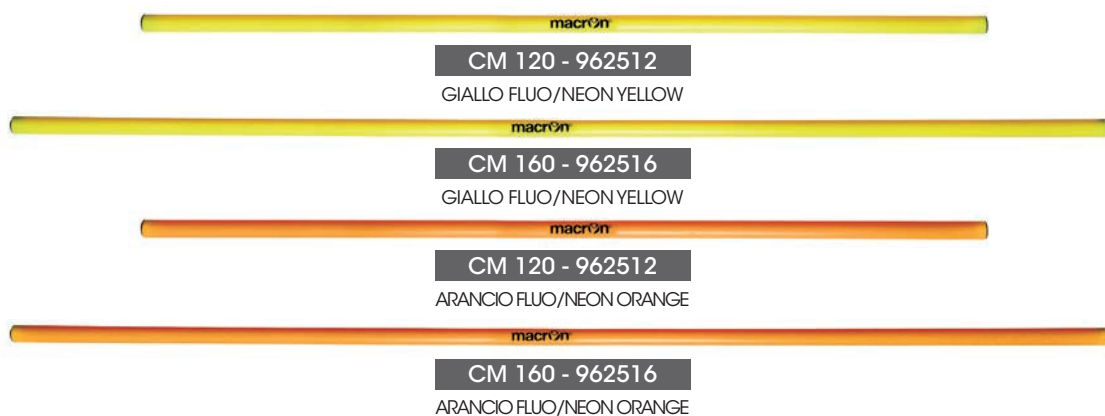 macron
CM 120 - 962512
GIALLO FLUO/NEON YELLOW
macron
CM 160 - 962516
GIALLO FLUO/NEON YELLOW
macron
CM 120 - 962512
ARANCIO FLUO/NEON ORANGE
macron
CM 160 - 962516
ARANCIO FLUO/NEON ORANGE